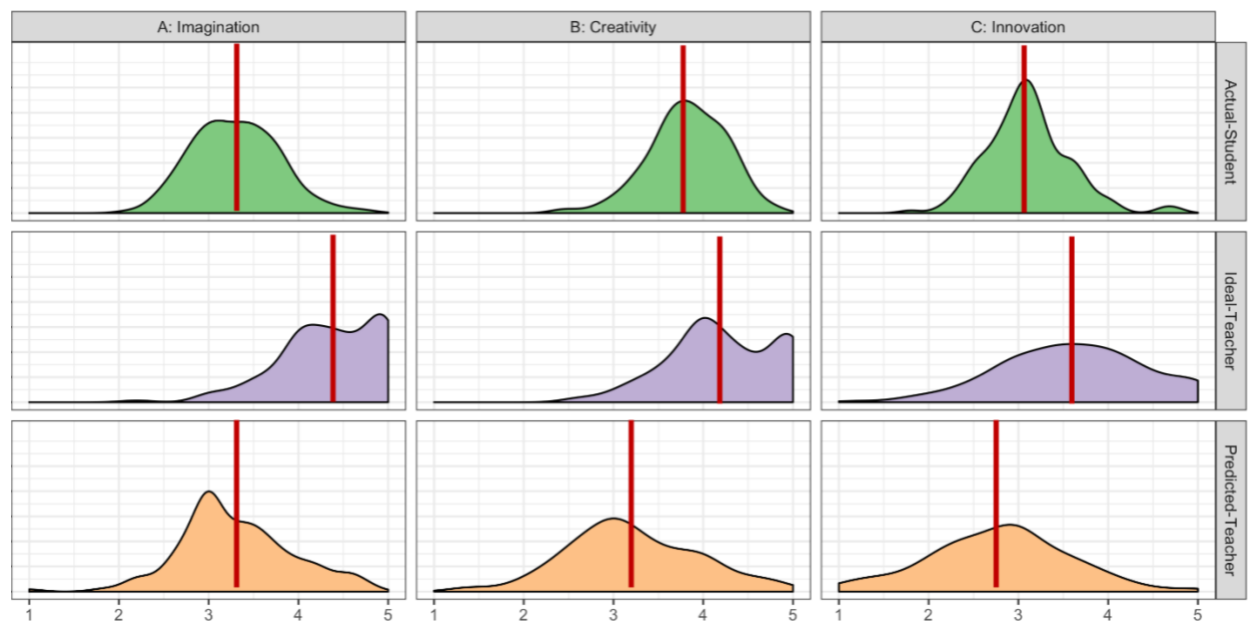 A: Imagination
B: Creativity
C: Innovation
Actual-Student
Ideal-Teacher
Predicted-Teacher
1 2 3 4 5
1 2 3 4 5
1 2 3 4 5